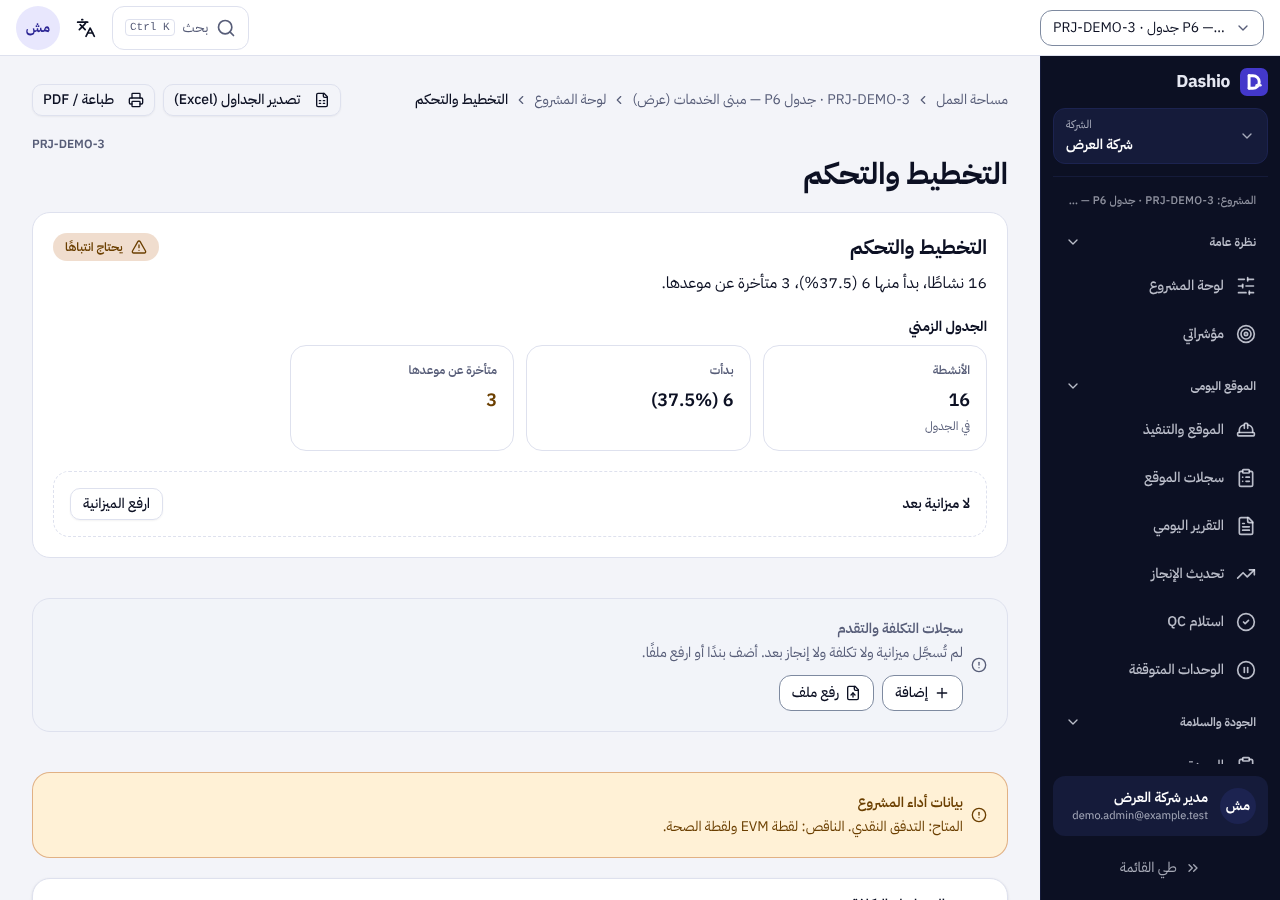 PRJ-DEMO-3 · جدول P6 —...
بحث Ctrl K
مش
Dashio
الشركة
شركة العرض
المشروع: PRJ-DEMO-3 · جدول P6 — ...
نظرة عامة
لوحة المشروع
مؤشراتي
الموقع اليومي
الموقع والتنفيذ
سجلات الموقع
التقرير اليومي
تحديث الإنجاز
استلام QC
الوحدات المتوقفة
الجودة والسلامة
مش
مدير شركة العرض
demo.admin@example.test
طي القائمة
مساحة العمل › PRJ-DEMO-3 · جدول P6 — مبنى الخدمات (عرض) › لوحة المشروع › التخطيط والتحكم
تصدير الجداول (Excel)
طباعة / PDF
PRJ-DEMO-3
التخطيط والتحكم
التخطيط والتحكم
يحتاج انتباهًا
16 نشاطًا، بدأ منها 6 (37.5%)، 3 متأخرة عن موعدها.
الجدول الزمني
الأنشطة
16
في الجدول
بدأت
6 (37.5%)
متأخرة عن موعدها
3
لا ميزانية بعد
ارفع الميزانية
سجلات التكلفة والتقدم
لم تُسجَّل ميزانية ولا تكلفة ولا إنجاز بعد. أضف بندًا أو ارفع ملفًا.
إضافة
رفع ملف
بيانات أداء المشروع
المتاح: التدفق النقدي. الناقص: لقطة EVM ولقطة الصحة.